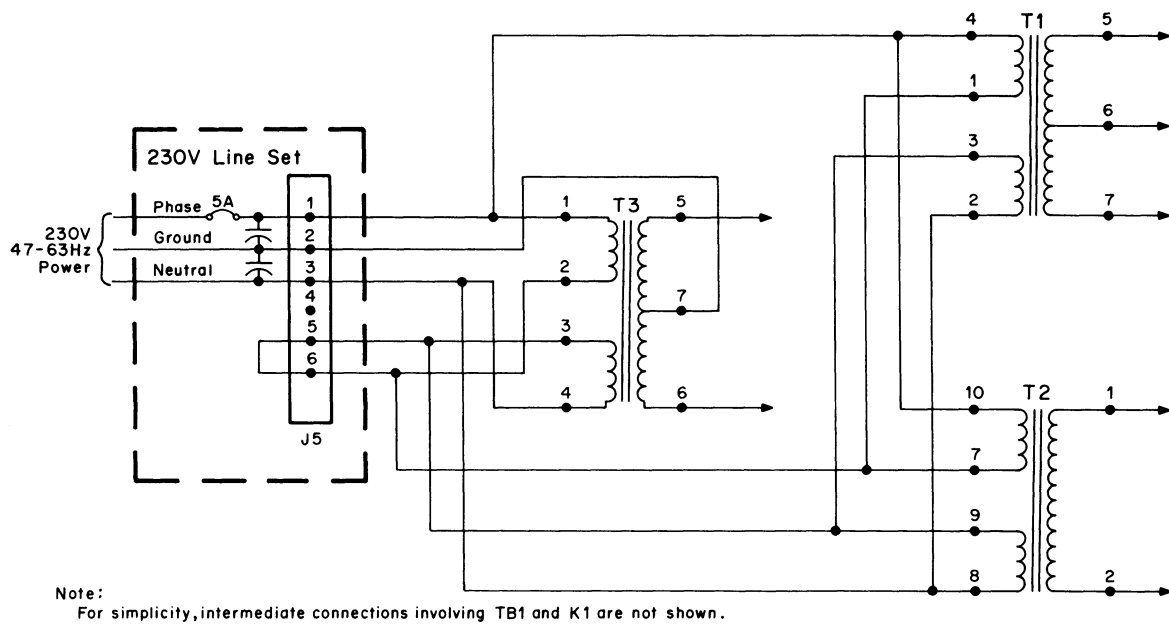 T1
4
5
1
6
3
2
7
230V Line Set
Phase
5A
230V
47-63Hz
Power
Ground
Neutral
1
2
3
4
5
6
J5
T3
1
5
2
7
3
4
6
T2
10
1
7
9
8
2
Note:
For simplicity, intermediate connections involving TB1 and K1 are not shown.